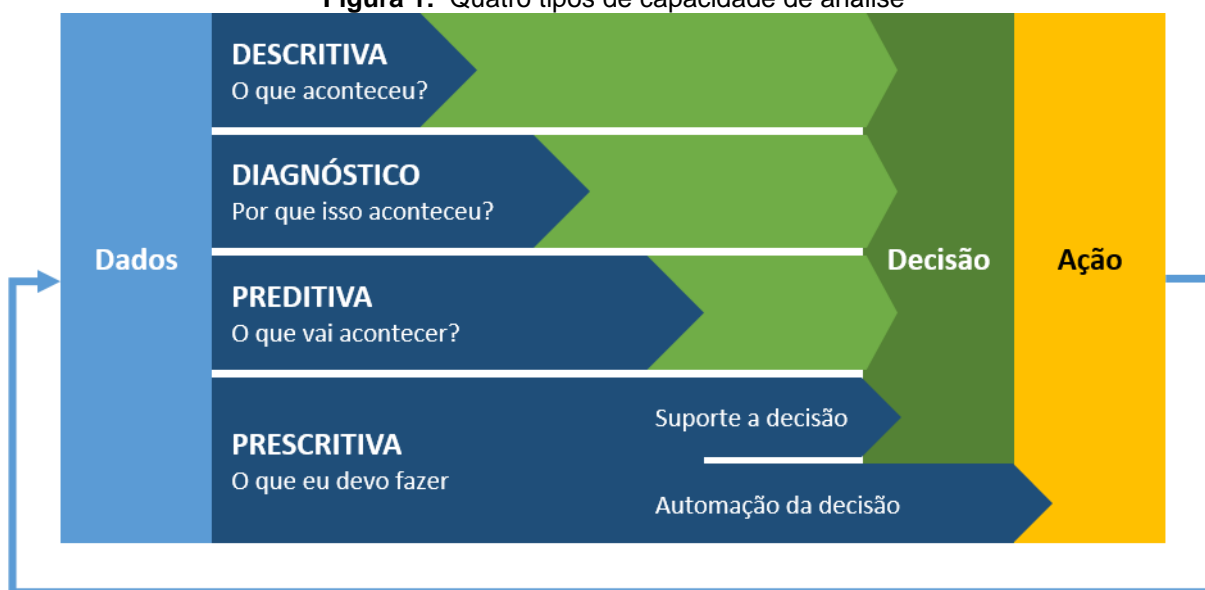 Figura 1. Quatro tipos de capacidade de análise
DESCRITIVA
O que aconteceu?
DIAGNÓSTICO
Por que isso aconteceu?
Dados
Decisão
Ação
PREDITIVA
O que vai acontecer?
Suporte a decisão
PRESCRITIVA
O que eu devo fazer
Automação da decisão